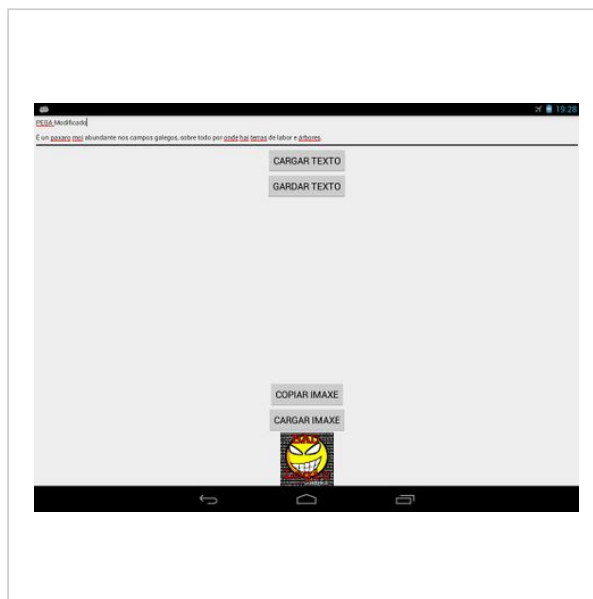 19:28
PEGA Modificado
É un paxaro moi abundante nos campos galegos, sobre todo por onde hai terras de labor e árbores.
CARGAR TEXTO
GARDAR TEXTO
COPIAR IMAXE
CARGAR IMAXE